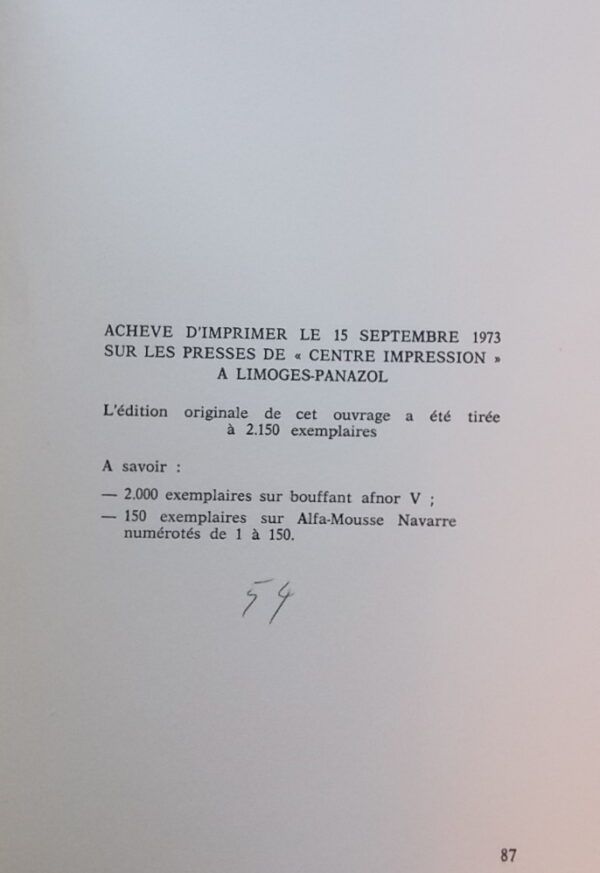 ACHEVE D'IMPRIMER LE 15 SEPTEMBRE 1973
SUR LES PRESSES DE « CENTRE IMPRESSION »
A LIMOGES-PANAZOL
L'édition originale de cet ouvrage a été tirée
à 2.150 exemplaires
A savoir :
— 2.000 exemplaires sur bouffant afnor V ;
— 150 exemplaires sur Alfa-Mousse Navarre
numérotés de 1 à 150.
54
87